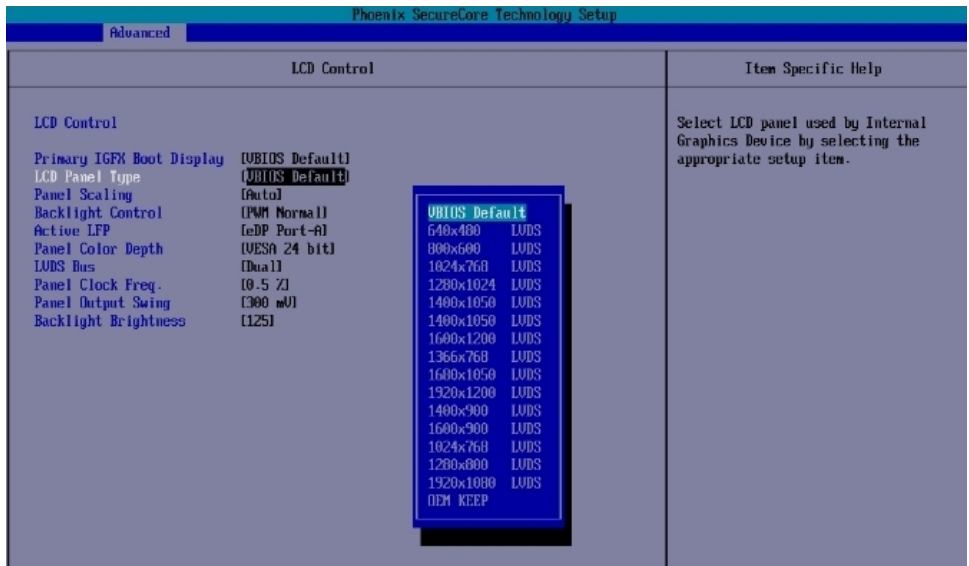 Phoenix SecureCore Technology Setup
Advanced
LCD Control
Item Specific Help
LCD Control
Primary IGFX Boot Display [VBIOS Default]
LCD Panel Type [VBIOS Default]
Panel Scaling [Auto]
Backlight Control [PWM Normal]
Active LFP [eDP Port-A]
Panel Color Depth [VESA 24 bit]
LVDS Bus [Dual]
Panel Clock Freq. [0.5 %]
Panel Output Swing [300 mV]
Backlight Brightness [125]
VBIOS Default
640x480 LVDS
800x600 LVDS
1024x768 LVDS
1280x1024 LVDS
1400x1050 LVDS
1400x1050 LVDS
1600x1200 LVDS
1366x768 LVDS
1680x1050 LVDS
1920x1200 LVDS
1400x900 LVDS
1600x900 LVDS
1024x768 LVDS
1280x800 LVDS
1920x1080 LVDS
OEM KEEP
Select LCD panel used by Internal
Graphics Device by selecting the
appropriate setup item.